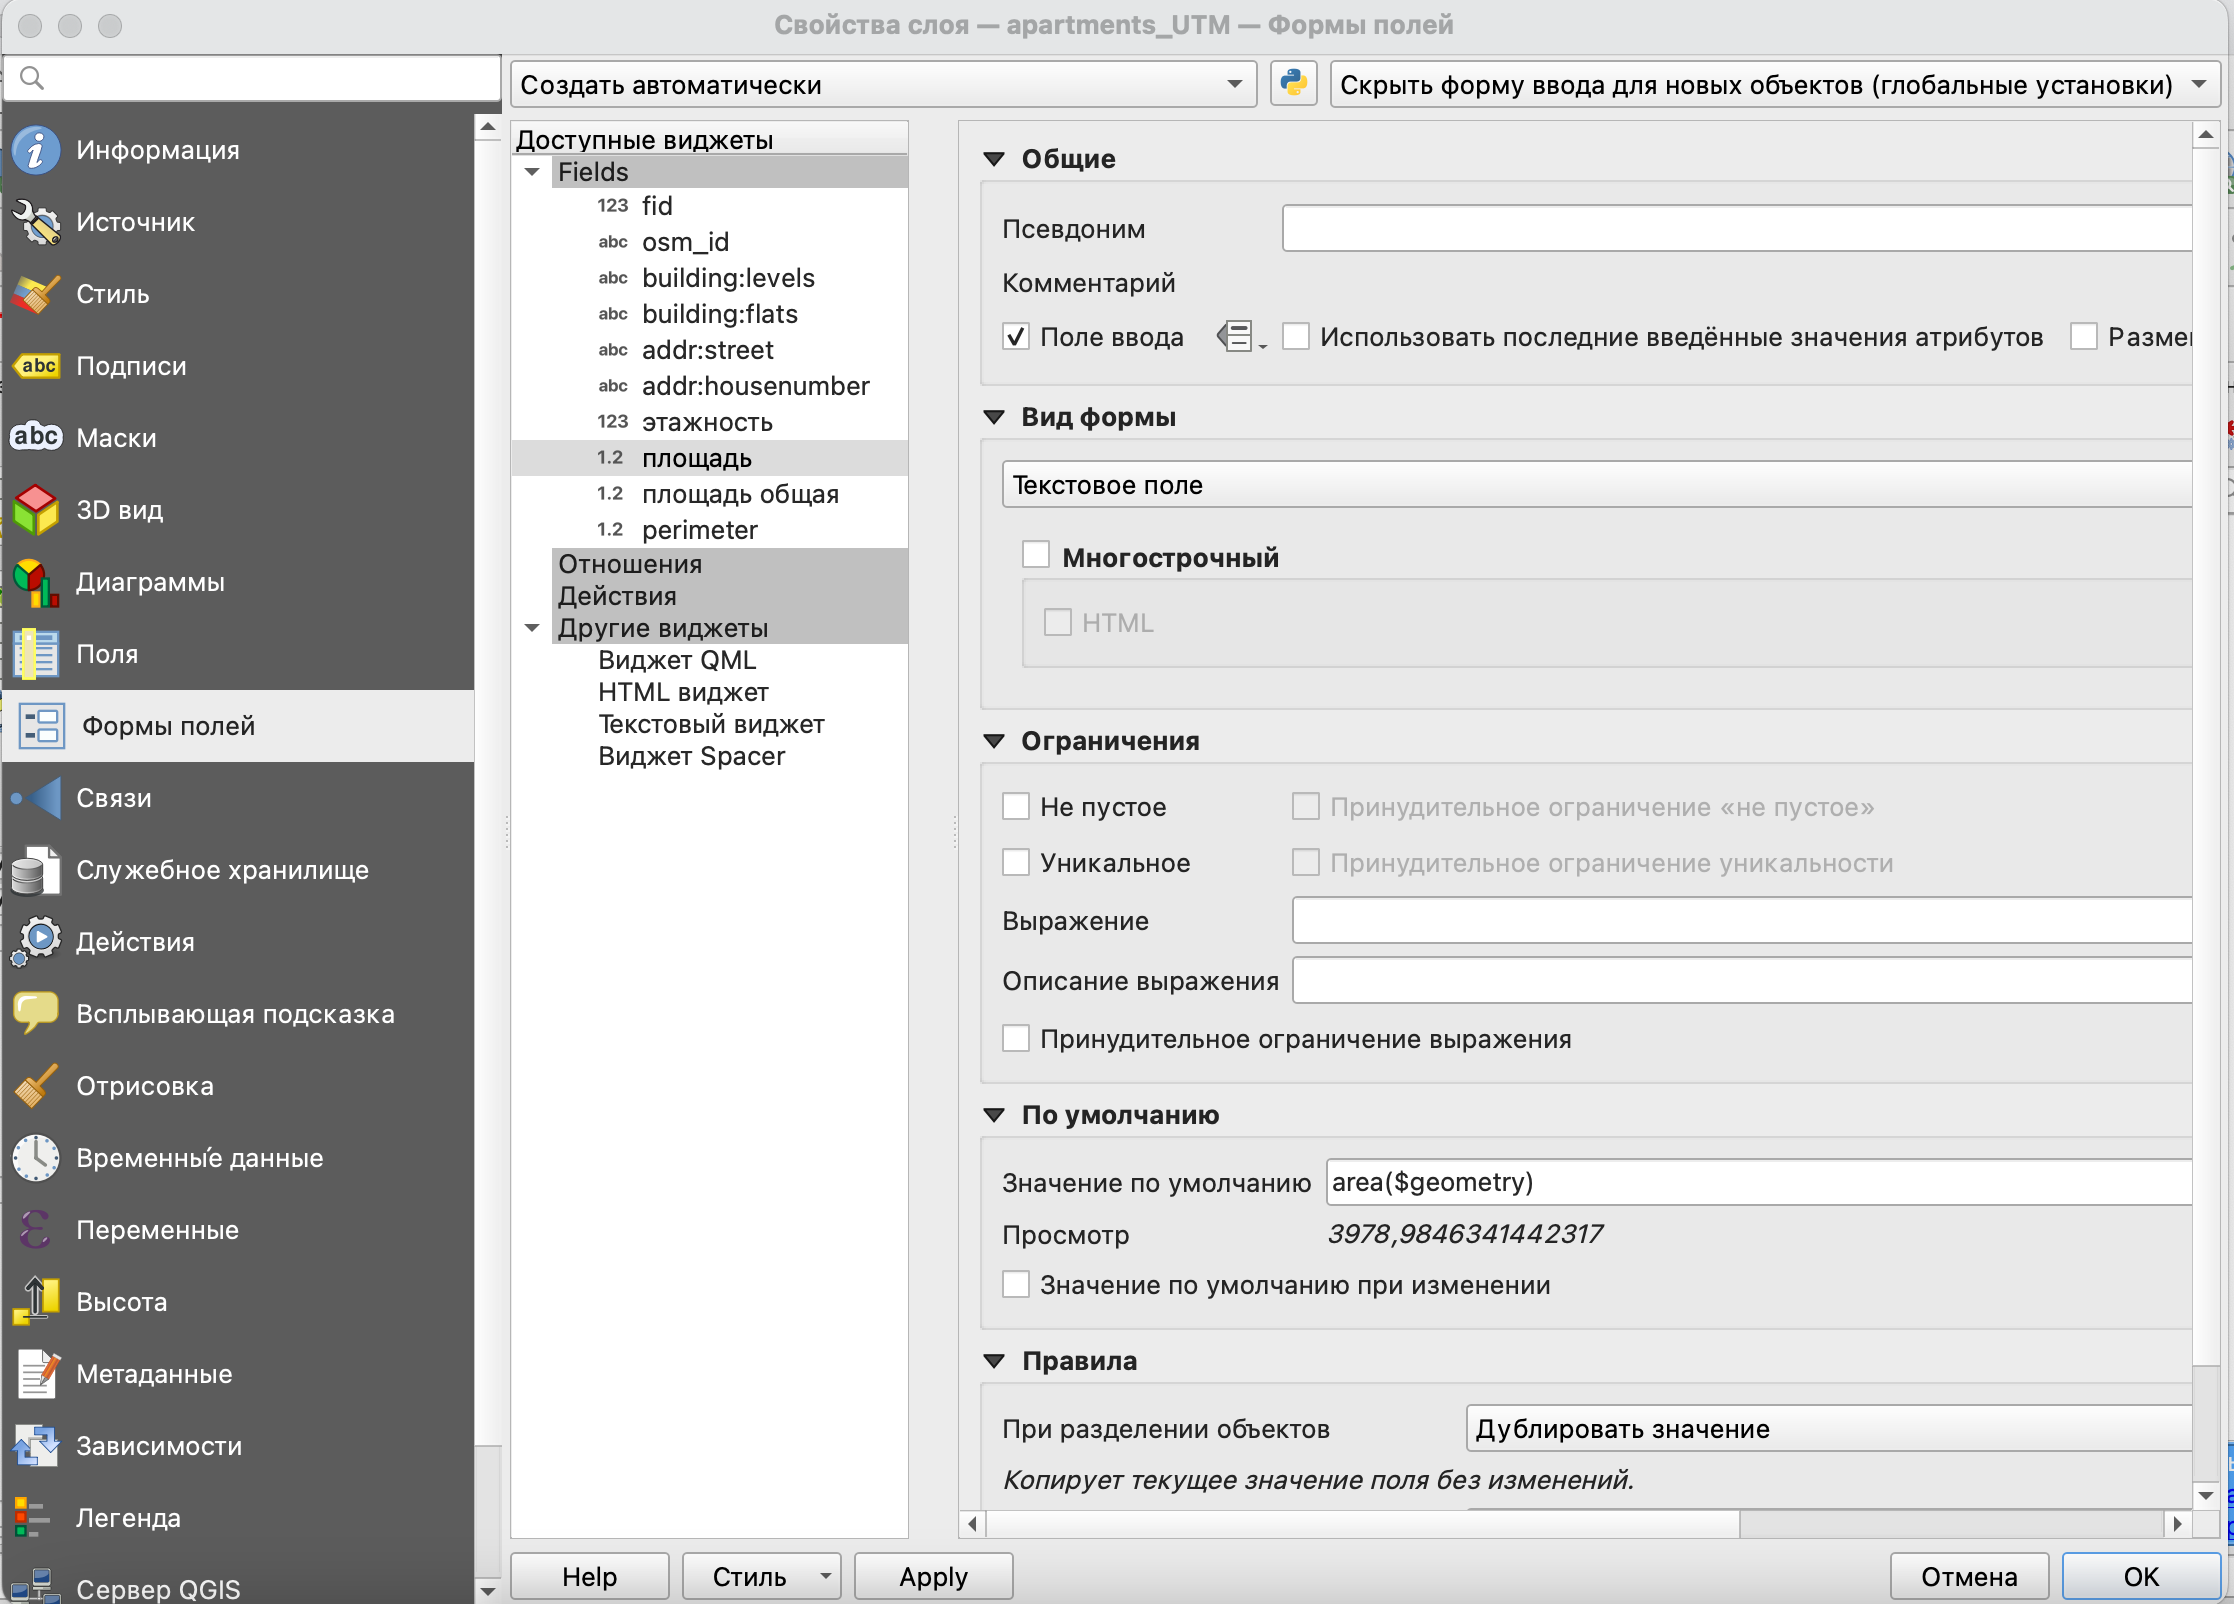 Свойства слоя — apartments_UTM — Формы полей
Создать автоматически
Скрыть форму ввода для новых объектов (глобальные установки)
Информация
Источник
Стиль
Подписи
Маски
3D вид
Диаграммы
Поля
Формы полей
Связи
Служебное хранилище
Действия
Всплывающая подсказка
Отрисовка
Временны́е данные
Переменные
Высота
Метаданные
Зависимости
Легенда
Сервер QGIS
Доступные виджеты
Fields
123 fid
abc osm_id
abc building:levels
abc building:flats
abc addr:street
abc addr:housenumber
123 этажность
1.2 площадь
1.2 площадь общая
1.2 perimeter
Отношения
Действия
Другие виджеты
Виджет QML
HTML виджет
Текстовый виджет
Виджет Spacer
Общие
Псевдоним
Комментарий
Поле ввода
Использовать последние введённые значения атрибутов
Вид формы
Текстовое поле
Многострочный
HTML
Ограничения
Не пустое
Принудительное ограничение «не пустое»
Уникальное
Принудительное ограничение уникальности
Выражение
Описание выражения
Принудительное ограничение выражения
По умолчанию
Значение по умолчанию area($geometry)
Просмотр 3978,9846341442317
Значение по умолчанию при изменении
Правила
При разделении объектов Дублировать значение
Копирует текущее значение поля без изменений.
Help
Стиль
Apply
Отмена
OK